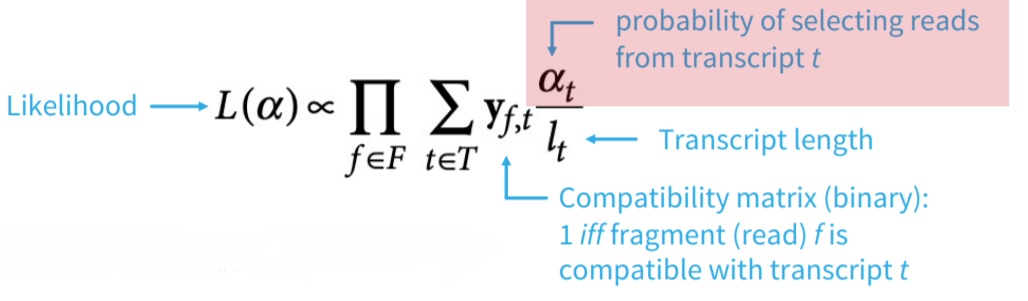 probability of selecting reads
from transcript t
Likelihood
L(α) ∝ ∏ ∑ y_{f,t} α_t / l_t
f∈F t∈T
Transcript length
Compatibility matrix (binary):
1 iff fragment (read) f is
compatible with transcript t